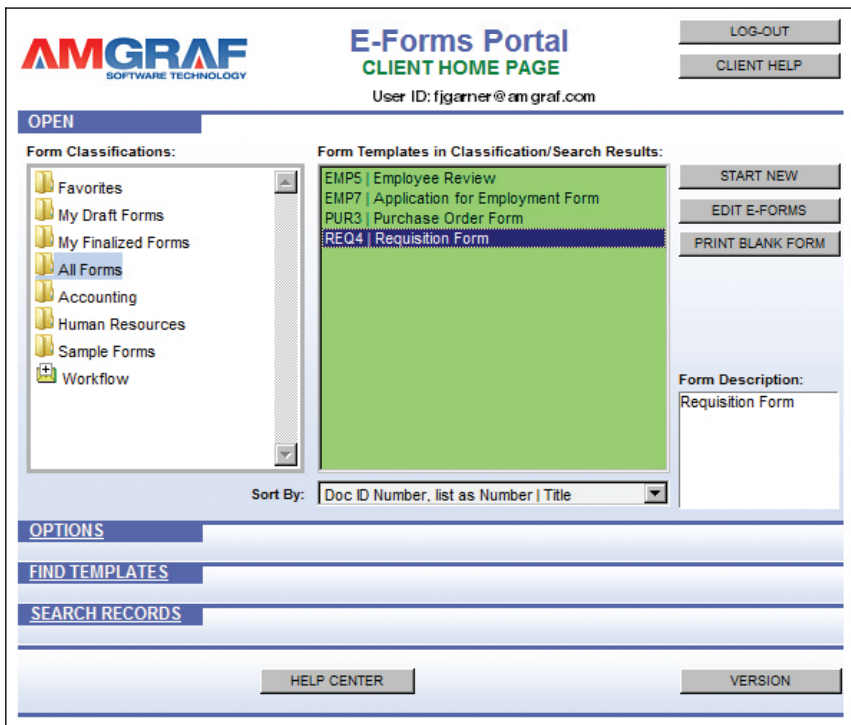 AMGRAF
SOFTWARE TECHNOLOGY
E-Forms Portal
CLIENT HOME PAGE
User ID: fjgarner@amgraf.com
LOG-OUT
CLIENT HELP
OPEN
Form Classifications:
Favorites
My Draft Forms
My Finalized Forms
All Forms
Accounting
Human Resources
Sample Forms
Workflow
Form Templates in Classification/Search Results:
EMP5 | Employee Review
EMP7 | Application for Employment Form
PUR3 | Purchase Order Form
REQ4 | Requisition Form
START NEW
EDIT E-FORMS
PRINT BLANK FORM
Form Description:
Requisition Form
Sort By: Doc ID Number, list as Number | Title
OPTIONS
FIND TEMPLATES
SEARCH RECORDS
HELP CENTER
VERSION